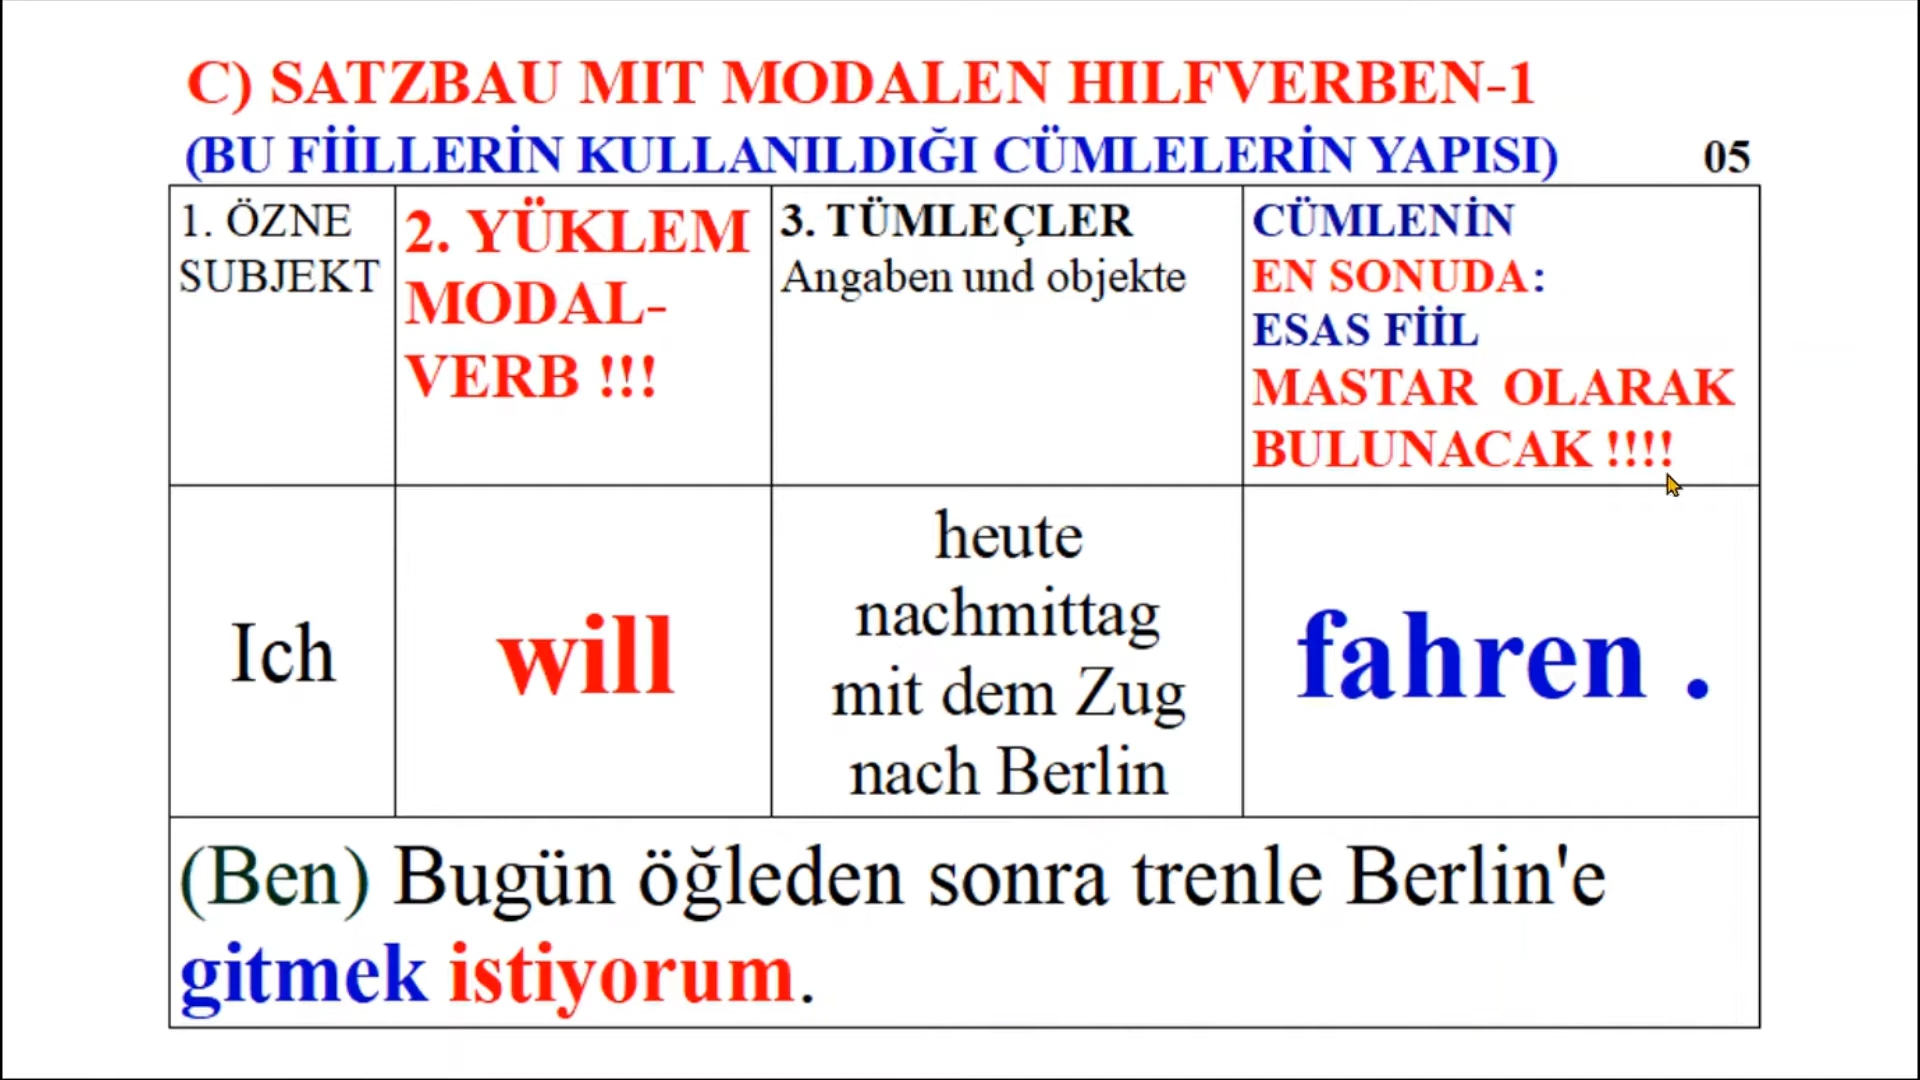 C) SATZBAU MIT MODALEN HILFVERBEN-1
(BU FİİLLERİN KULLANILDIĞI CÜMLELERİN YAPISI) 05
1. ÖZNE
SUBJEKT
2. YÜKLEM
MODAL-
VERB !!!
3. TÜMLEÇLER
Angaben und objekte
CÜMLENİN
EN SONUDA:
ESAS FİİL
MASTAR OLARAK
BULUNACAK !!!!
Ich
will
heute
nachmittag
mit dem Zug
nach Berlin
fahren .
(Ben) Bugün öğleden sonra trenle Berlin'e
gitmek istiyorum.